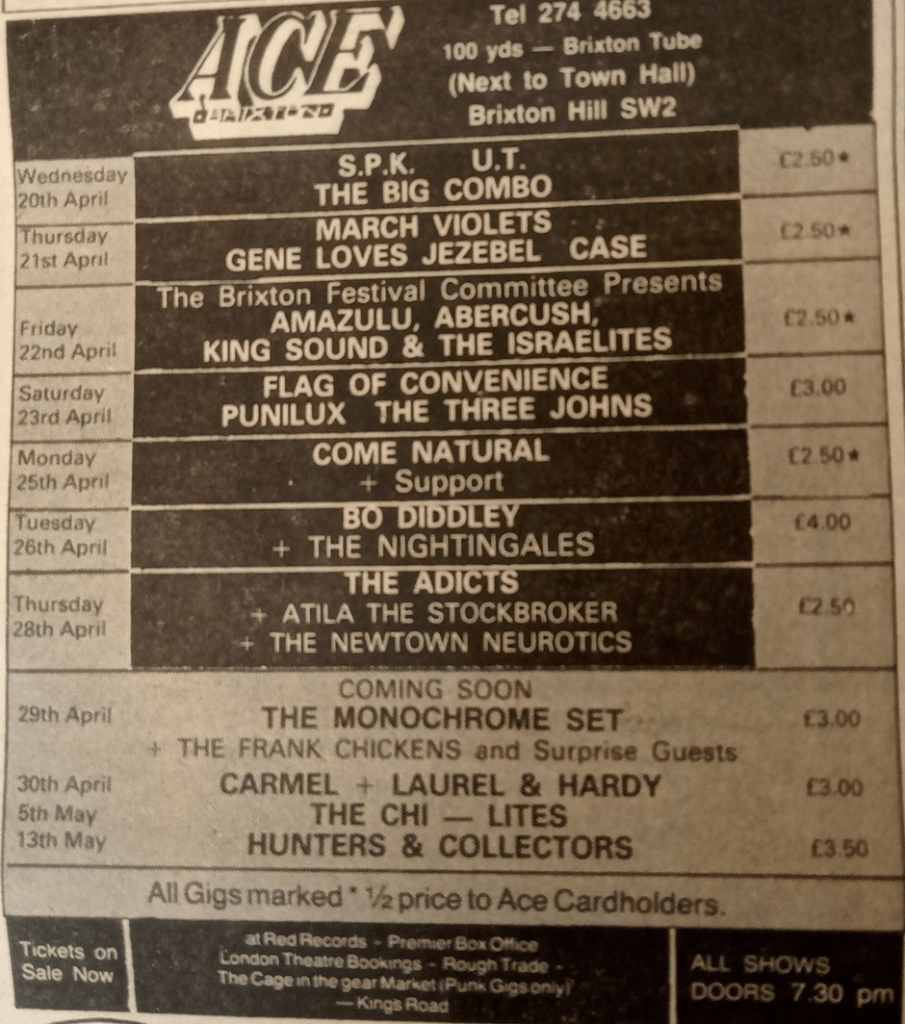 ACE
BRIXTON
Tel 274 4663
100 yds — Brixton Tube
(Next to Town Hall)
Brixton Hill SW2
Wednesday
20th April
S.P.K. U.T.
THE BIG COMBO
£2.50★
Thursday
21st April
MARCH VIOLETS
GENE LOVES JEZEBEL CASE
£2.50★
Friday
22nd April
The Brixton Festival Committee Presents
AMAZULU, ABERCUSH,
KING SOUND & THE ISRAELITES
£2.50★
Saturday
23rd April
FLAG OF CONVENIENCE
PUNILUX THE THREE JOHNS
£3.00
Monday
25th April
COME NATURAL
+ Support
£2.50★
Tuesday
26th April
BO DIDDLEY
+ THE NIGHTINGALES
£4.00
Thursday
28th April
THE ADICTS
+ ATILA THE STOCKBROKER
+ THE NEWTOWN NEUROTICS
£2.50
COMING SOON
29th April THE MONOCHROME SET £3.00
+ THE FRANK CHICKENS and Surprise Guests
30th April CARMEL + LAUREL & HARDY £3.00
5th May THE CHI — LITES
13th May HUNTERS & COLLECTORS £3.50
All Gigs marked * ½ price to Ace Cardholders.
Tickets on
Sale Now
at Red Records - Premier Box Office
London Theatre Bookings - Rough Trade -
The Cage in the gear Market (Punk Gigs only)
— Kings Road
ALL SHOWS
DOORS 7.30 pm